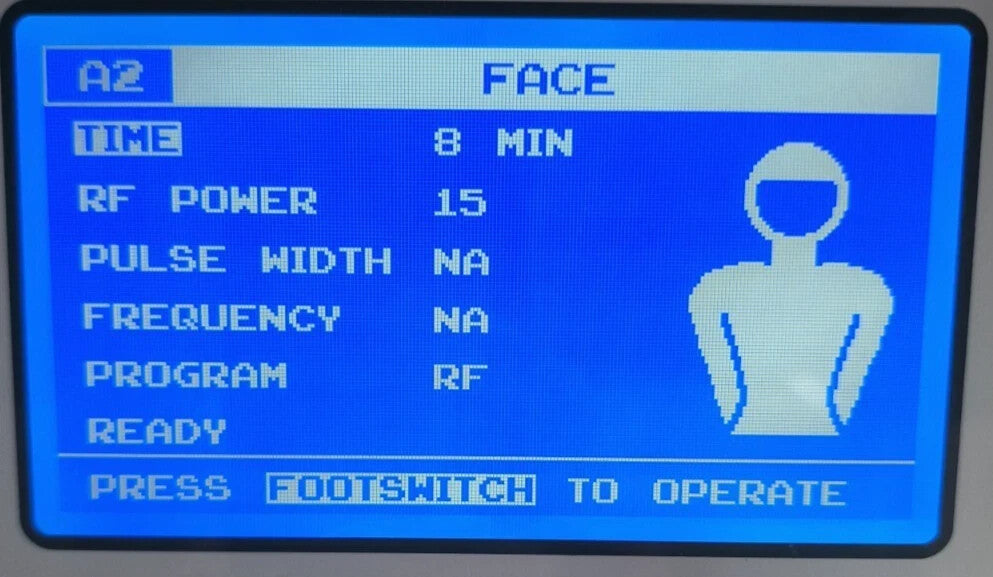 A2 FACE
TIME 8 MIN
RF POWER 15
PULSE WIDTH NA
FREQUENCY NA
PROGRAM RF
READY
PRESS FOOTSWITCH TO OPERATE